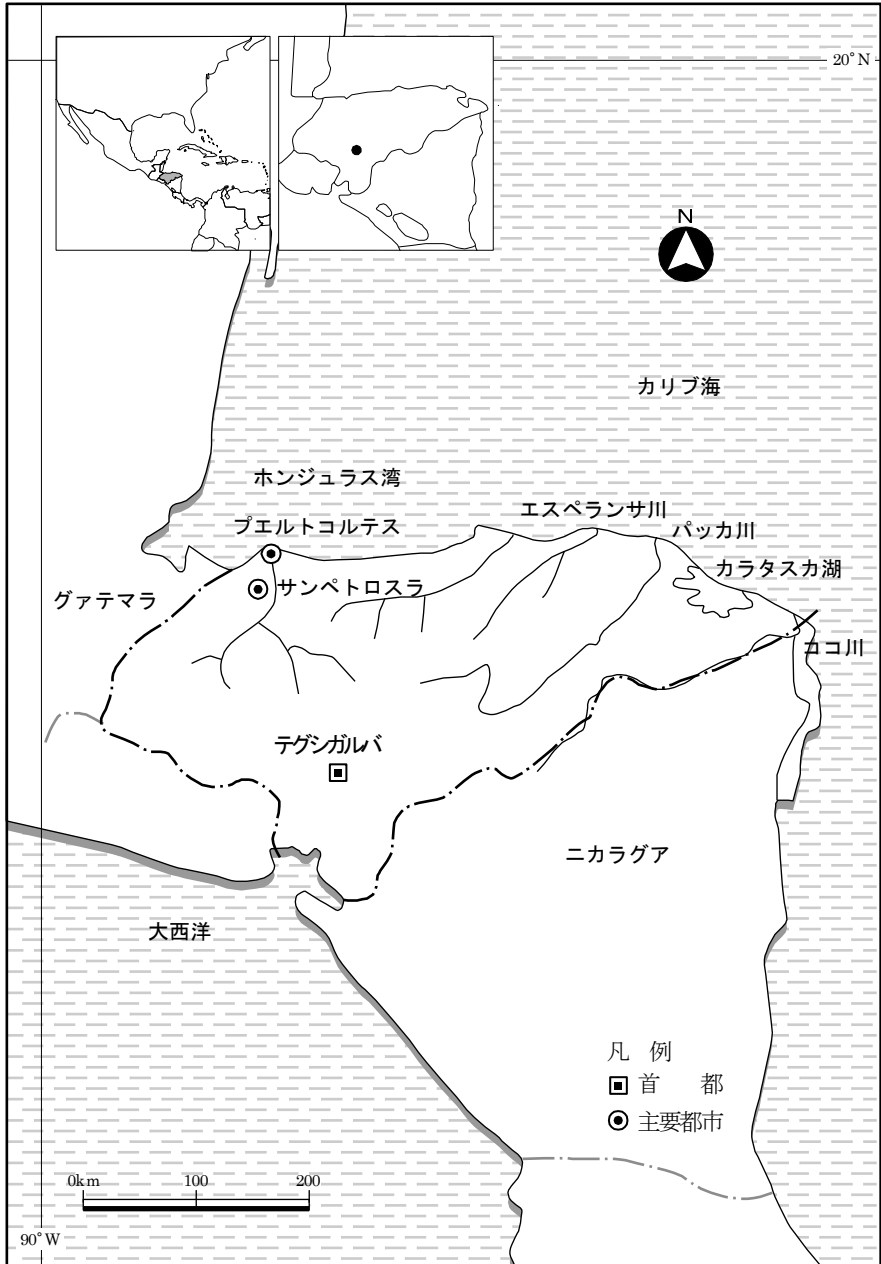 20°N
N
カリブ海
ホンジュラス湾
エスペランサ川
プエルトコルテス
パッカ川
カラタスカ湖
サンペトロスラ
グァテマラ
ココ川
テグシガルバ
ニカラグア
大西洋
凡 例
首 都
主要都市
0km 100 200
90°W